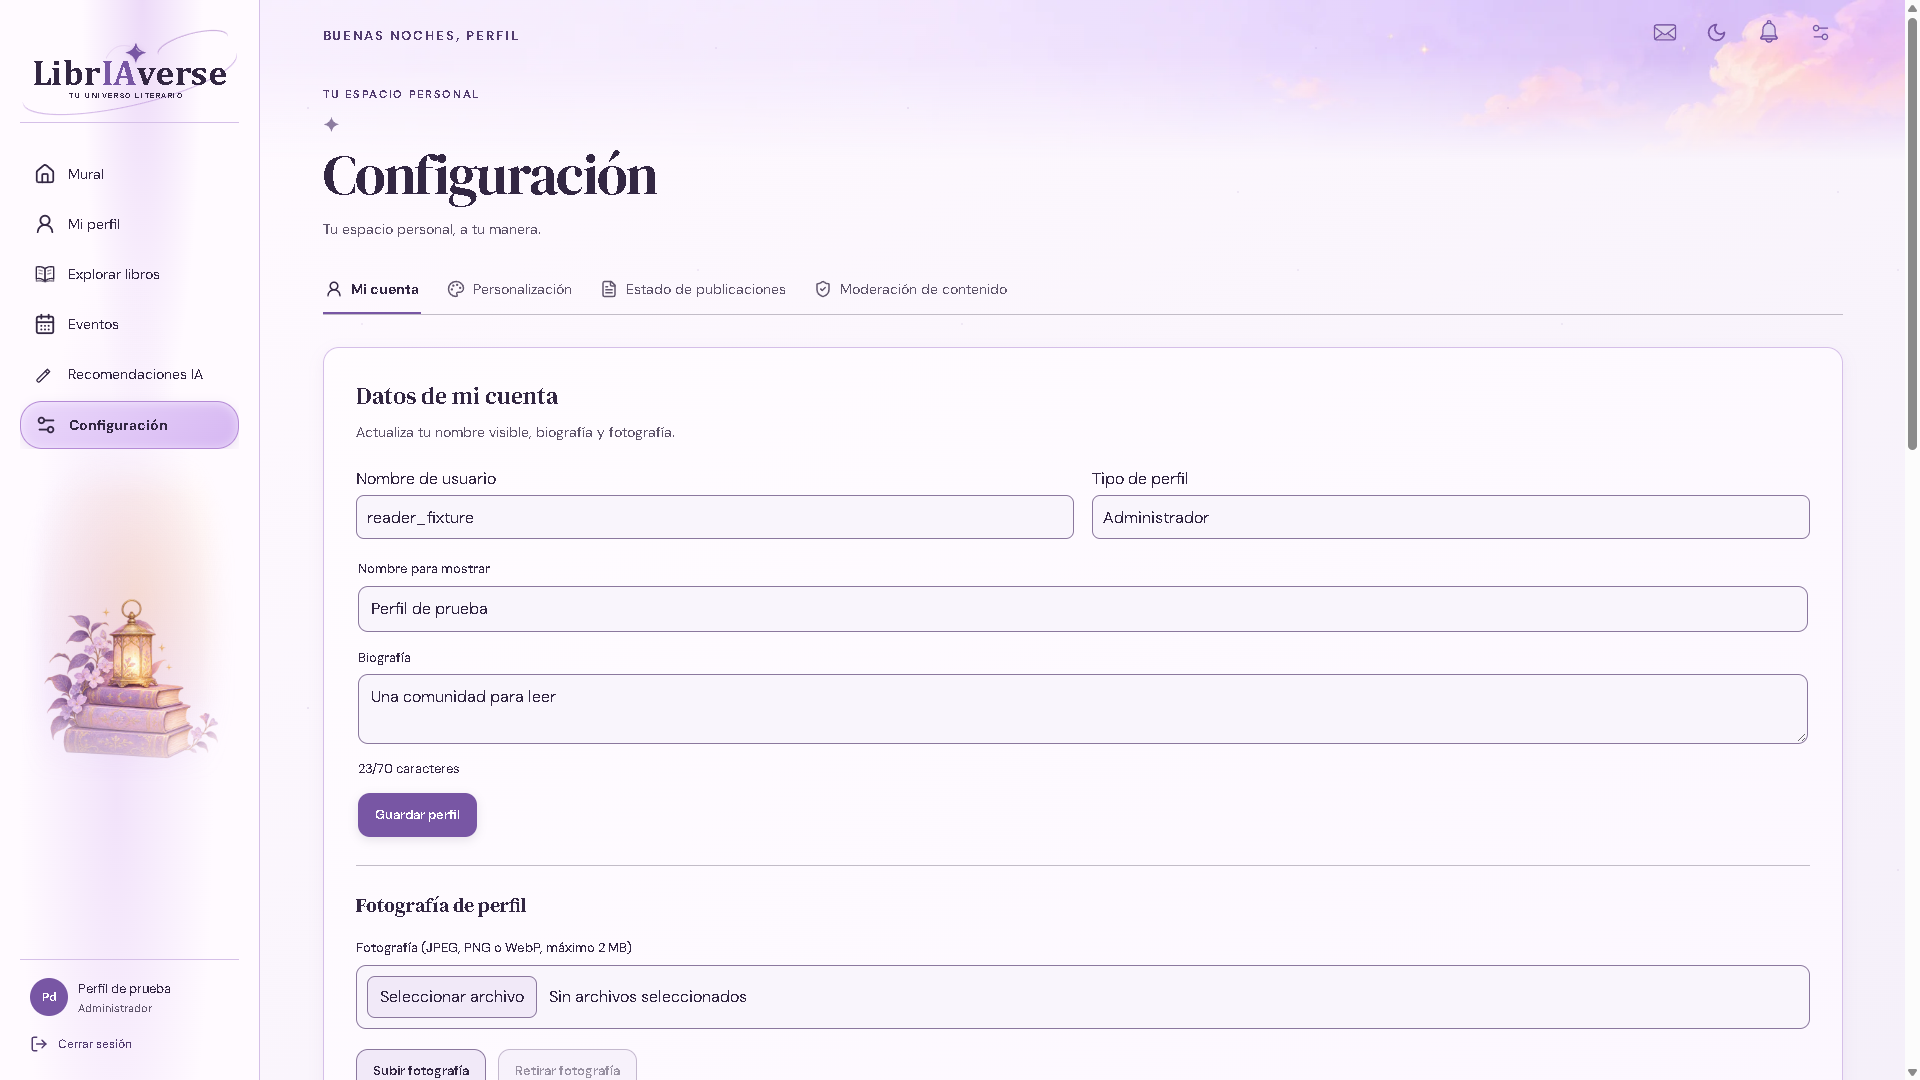 LibrIAverse
TU UNIVERSO LITERARIO
Mural
Mi perfil
Explorar libros
Eventos
Recomendaciones IA
Configuración
Pd
Perfil de prueba
Administrador
Cerrar sesión
BUENAS NOCHES, PERFIL
TU ESPACIO PERSONAL
Configuración
Tu espacio personal, a tu manera.
Mi cuenta
Personalización
Estado de publicaciones
Moderación de contenido
Datos de mi cuenta
Actualiza tu nombre visible, biografía y fotografía.
Nombre de usuario
reader_fixture
Tipo de perfil
Administrador
Nombre para mostrar
Perfil de prueba
Biografía
Una comunidad para leer
23/70 caracteres
Guardar perfil
Fotografía de perfil
Fotografía (JPEG, PNG o WebP, máximo 2 MB)
Seleccionar archivo
Sin archivos seleccionados
Subir fotografía
Retirar fotografía